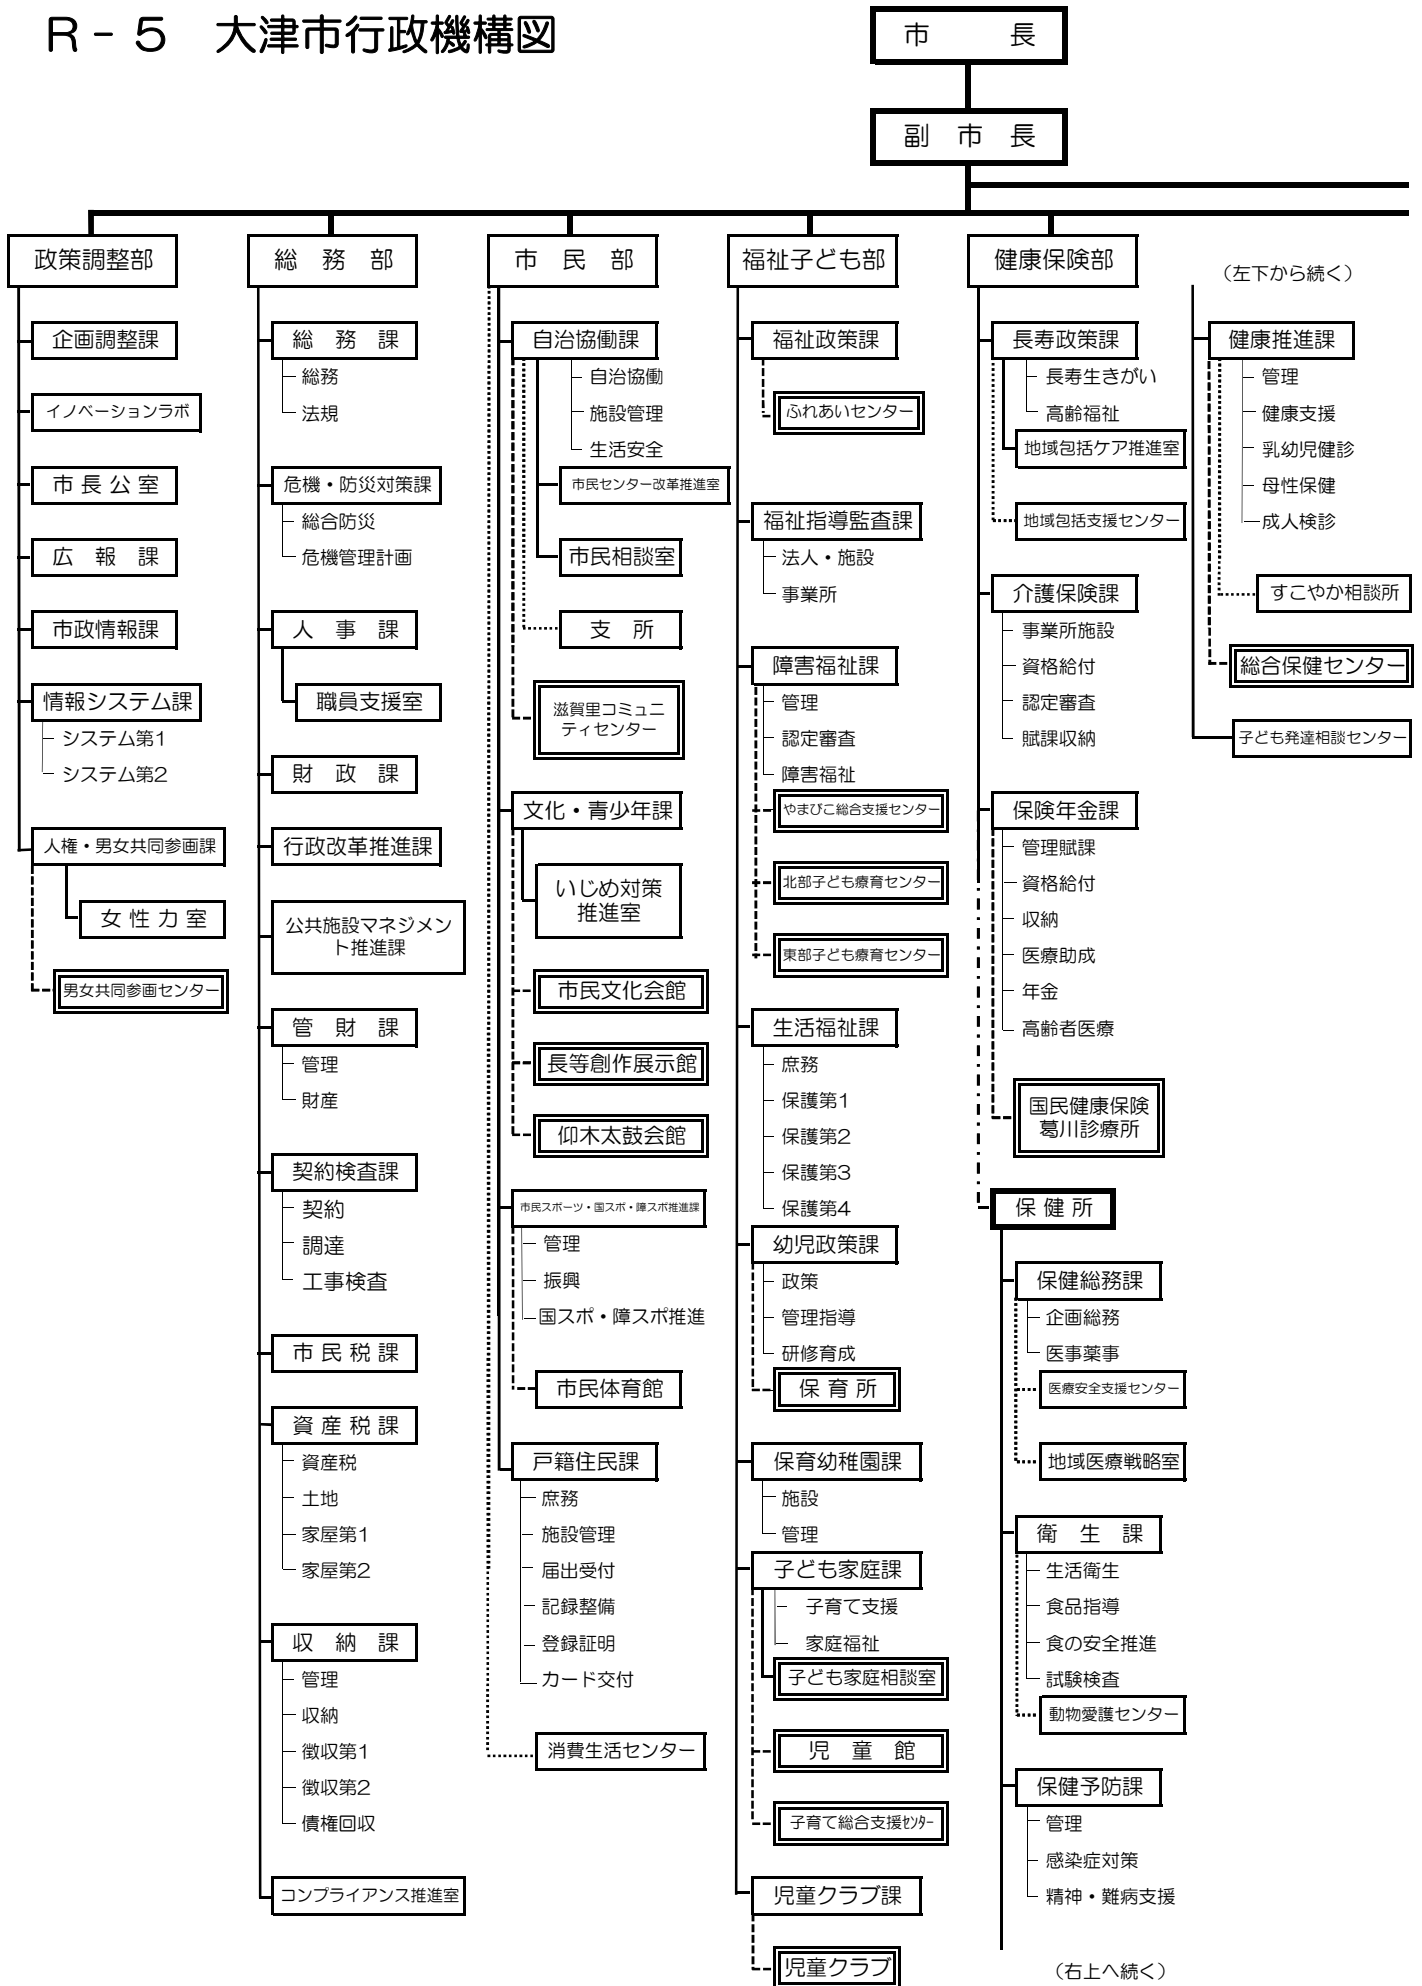 R-5　大津市行政機構図
市　　長
副　市　長
政策調整部
企画調整課
イノベーションラボ
市長公室
広　報　課
市政情報課
情報システム課
システム第1
システム第2
人権・男女共同参画課
女性力室
男女共同参画センター
総　務　部
総　務　課
総務
法規
危機・防災対策課
総合防災
危機管理計画
人　事　課
職員支援室
財　政　課
行政改革推進課
公共施設マネジメン
ト推進課
管　財　課
管理
財産
契約検査課
契約
調達
工事検査
市民税課
資産税課
資産税
土地
家屋第1
家屋第2
収　納　課
管理
収納
徴収第1
徴収第2
債権回収
コンプライアンス推進室
市　民　部
自治協働課
自治協働
施設管理
生活安全
市民センター改革推進室
市民相談室
支　所
滋賀里コミュニ
ティセンター
文化・青少年課
いじめ対策
推進室
市民文化会館
長等創作展示館
仰木太鼓会館
市民スポーツ・国スポ・障スポ推進課
管理
振興
国スポ・障スポ推進
市民体育館
戸籍住民課
庶務
施設管理
届出受付
記録整備
登録証明
カード交付
消費生活センター
福祉子ども部
福祉政策課
ふれあいセンター
福祉指導監査課
法人・施設
事業所
障害福祉課
管理
認定審査
障害福祉
やまびこ総合支援センター
北部子ども療育センター
東部子ども療育センター
生活福祉課
庶務
保護第1
保護第2
保護第3
保護第4
幼児政策課
政策
管理指導
研修育成
保育所
保育幼稚園課
施設
管理
子ども家庭課
子育て支援
家庭福祉
子ども家庭相談室
児　童　館
子育て総合支援ｾﾝﾀｰ
児童クラブ課
児童クラブ
健康保険部
長寿政策課
長寿生きがい
高齢福祉
地域包括ケア推進室
地域包括支援センター
介護保険課
事業所施設
資格給付
認定審査
賦課収納
保険年金課
管理賦課
資格給付
収納
医療助成
年金
高齢者医療
国民健康保険
葛川診療所
保健所
保健総務課
企画総務
医事薬事
医療安全支援センター
地域医療戦略室
衛　生　課
生活衛生
食品指導
食の安全推進
試験検査
動物愛護センター
保健予防課
管理
感染症対策
精神・難病支援
（右上へ続く）
（左下から続く）
健康推進課
管理
健康支援
乳幼児健診
母性保健
成人検診
すこやか相談所
総合保健センター
子ども発達相談センター